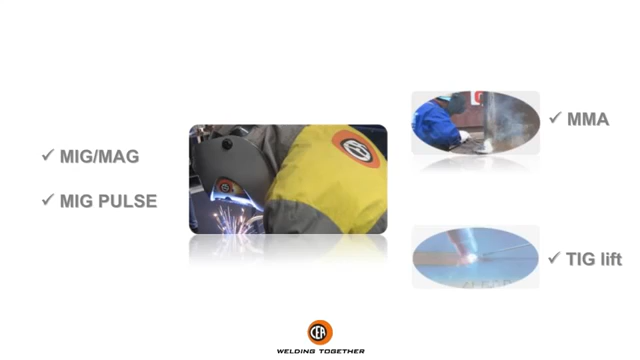 MMA
MIG/MAG
MIG PULSE
TIG lift
CEA
WELDING TOGETHER